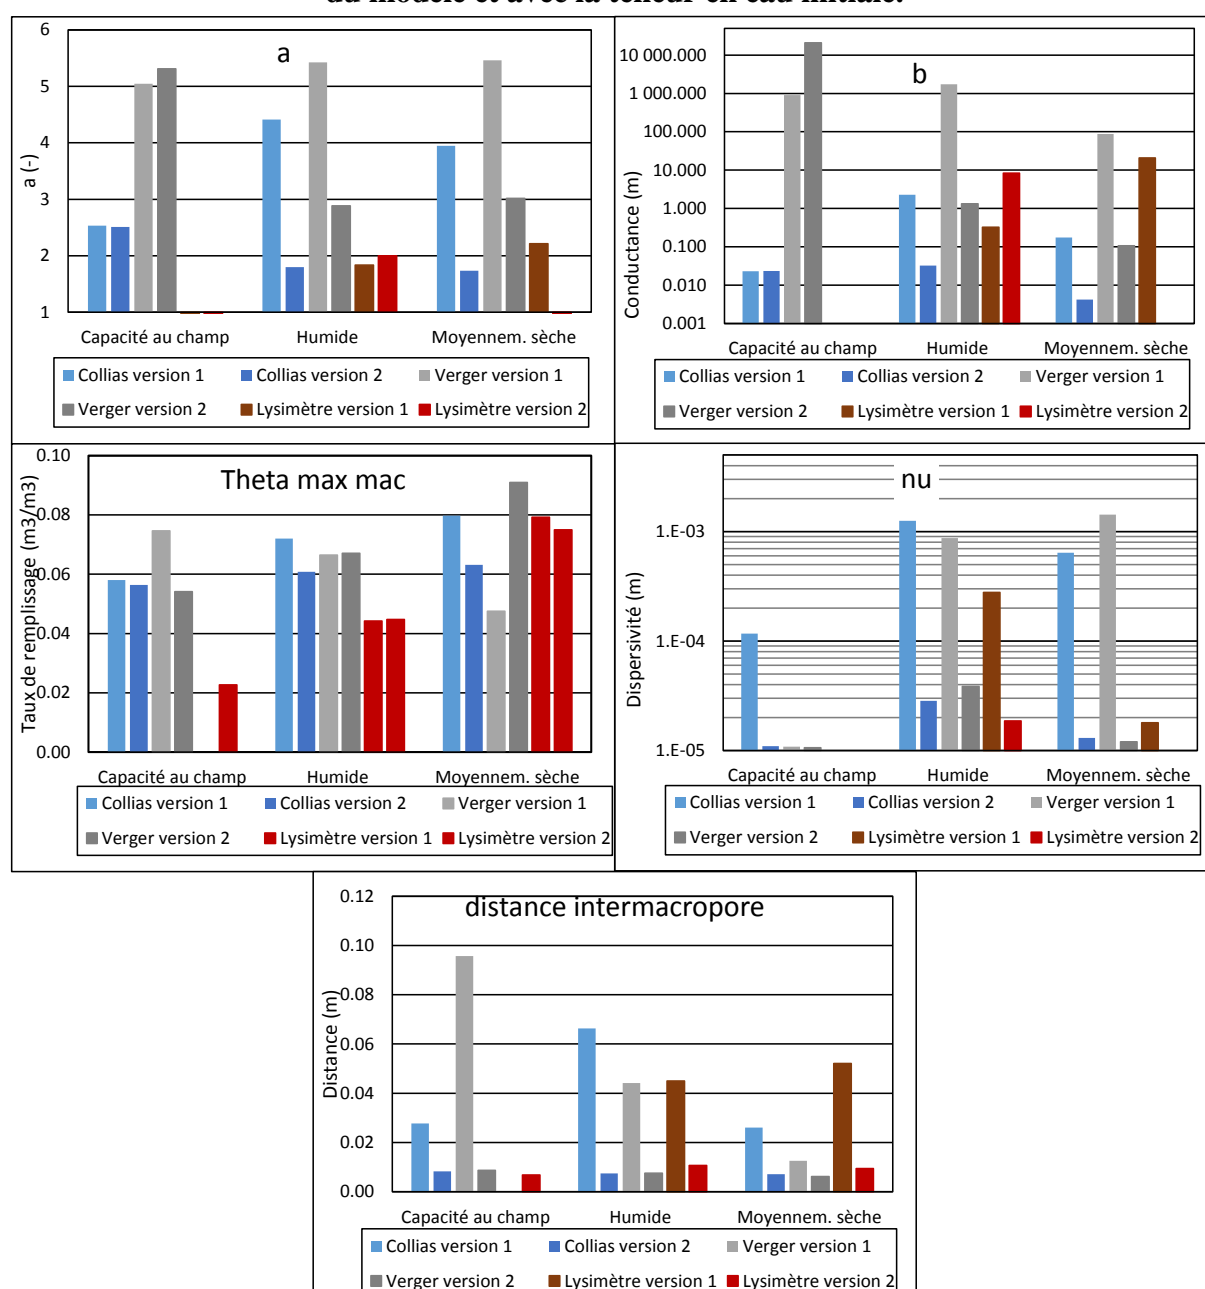 du modèle et avec la teneur en eau initiale.
a
a (-)
6
5
4
3
2
1
Capacité au champ Humide Moyennem. sèche
Collias version 1 Collias version 2 Verger version 1
Verger version 2 Lysimètre version 1 Lysimètre version 2
b
Conductance (m)
10 000.000
1 000.000
100.000
10.000
1.000
0.100
0.010
0.001
Capacité au champ Humide Moyennem. sèche
Collias version 1 Collias version 2 Verger version 1
Verger version 2 Lysimètre version 1 Lysimètre version 2
Theta max mac
Taux de remplissage (m3/m3)
0.10
0.08
0.06
0.04
0.02
0.00
Capacité au champ Humide Moyennem. sèche
Collias version 1 Collias version 2 Verger version 1
Verger version 2 Lysimètre version 1 Lysimètre version 2
nu
Dispersivité (m)
1.E-03
1.E-04
1.E-05
Capacité au champ Humide Moyennem. sèche
Collias version 1 Collias version 2 Verger version 1
Verger version 2 Lysimètre version 1 Lysimètre version 2
distance intermacropore
Distance (m)
0.12
0.10
0.08
0.06
0.04
0.02
0.00
Capacité au champ Humide Moyennem. sèche
Collias version 1 Collias version 2 Verger version 1
Verger version 2 Lysimètre version 1 Lysimètre version 2